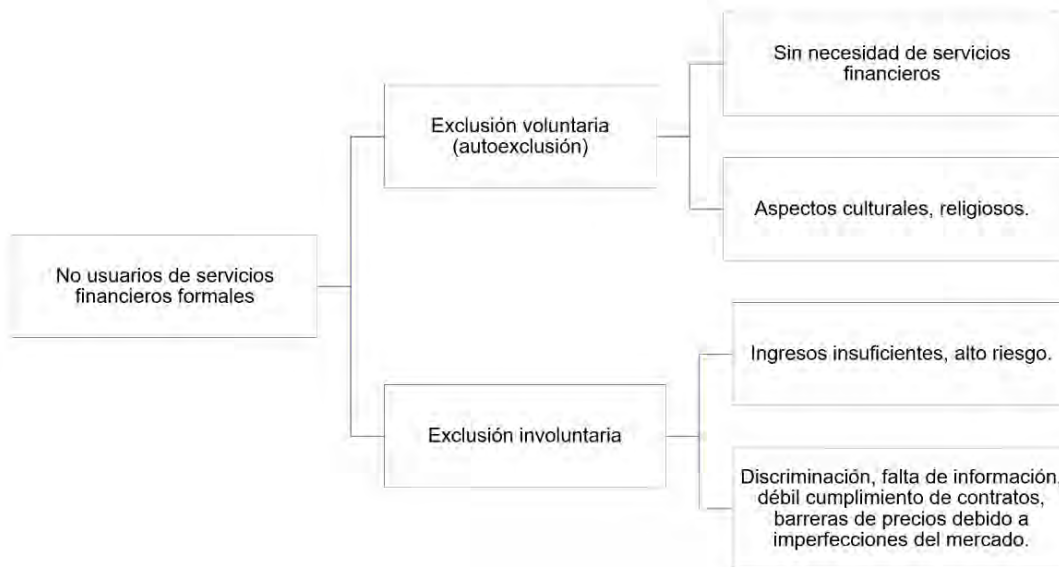 Sin necesidad de servicios
financieros
Exclusión voluntaria
(autoexclusión)
Aspectos culturales, religiosos.
No usuarios de servicios
financieros formales
Ingresos insuficientes, alto riesgo.
Exclusión involuntaria
Discriminación, falta de información,
débil cumplimiento de contratos,
barreras de precios debido a
imperfecciones del mercado.